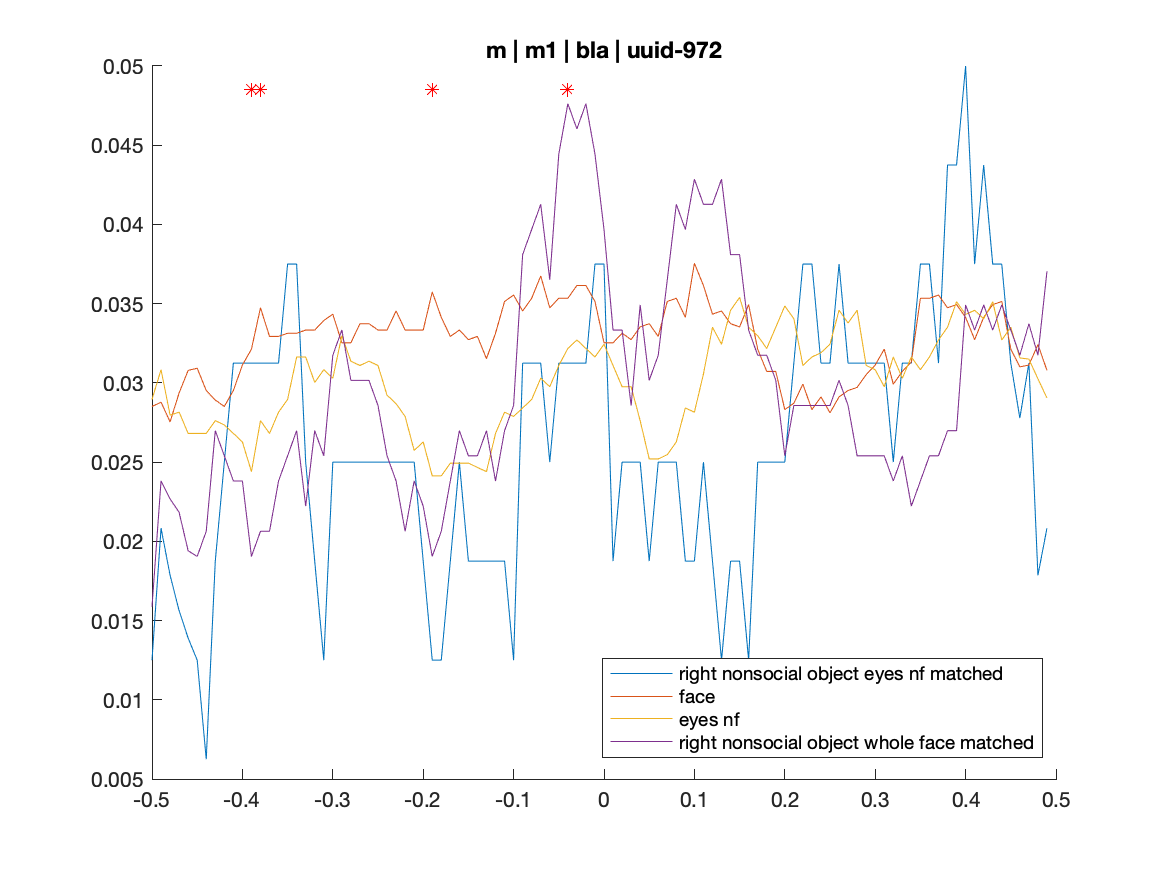 m | m1 | bla | uuid-972
0.05
0.045
0.04
0.035
0.03
0.025
0.02
0.015
0.01
0.005
-0.5 -0.4 -0.3 -0.2 -0.1 0 0.1 0.2 0.3 0.4 0.5
right nonsocial object eyes nf matched
face
eyes nf
right nonsocial object whole face matched